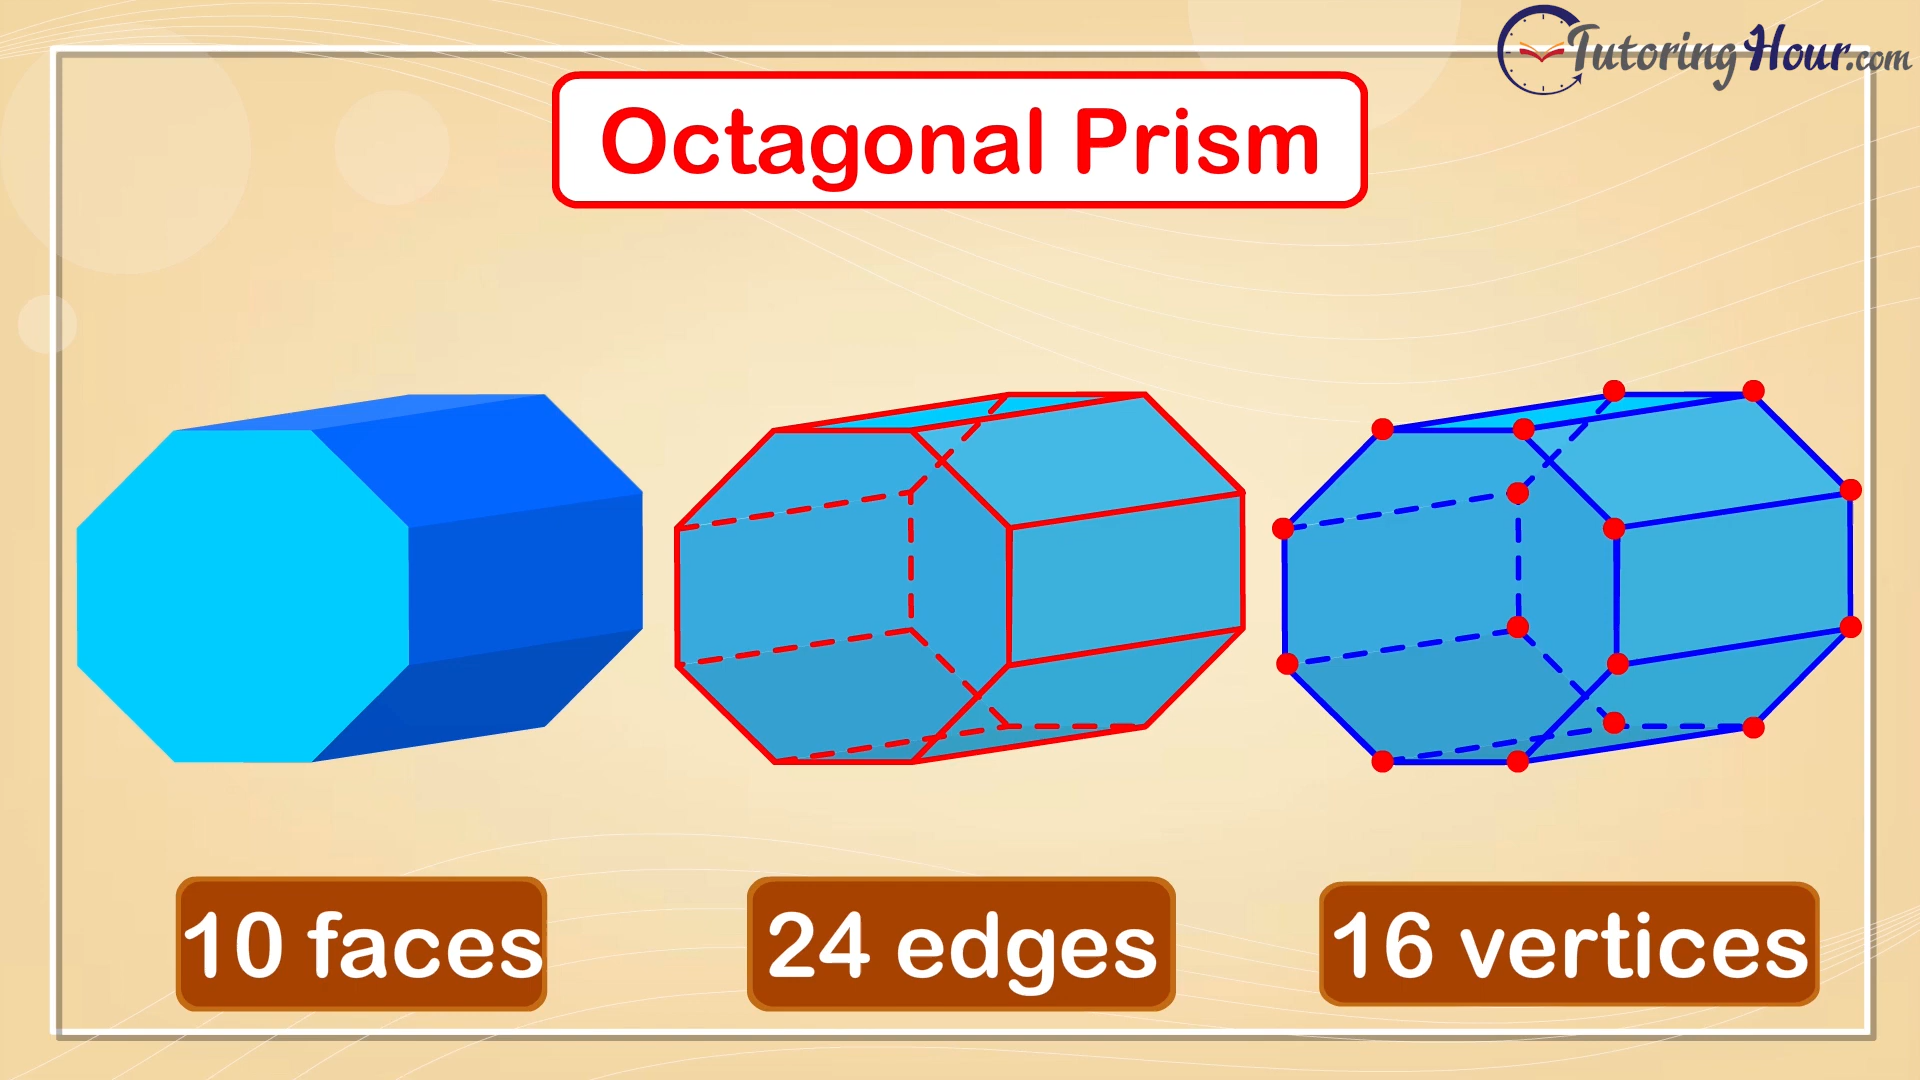 TutoringHour.com
Octagonal Prism
10 faces
24 edges
16 vertices